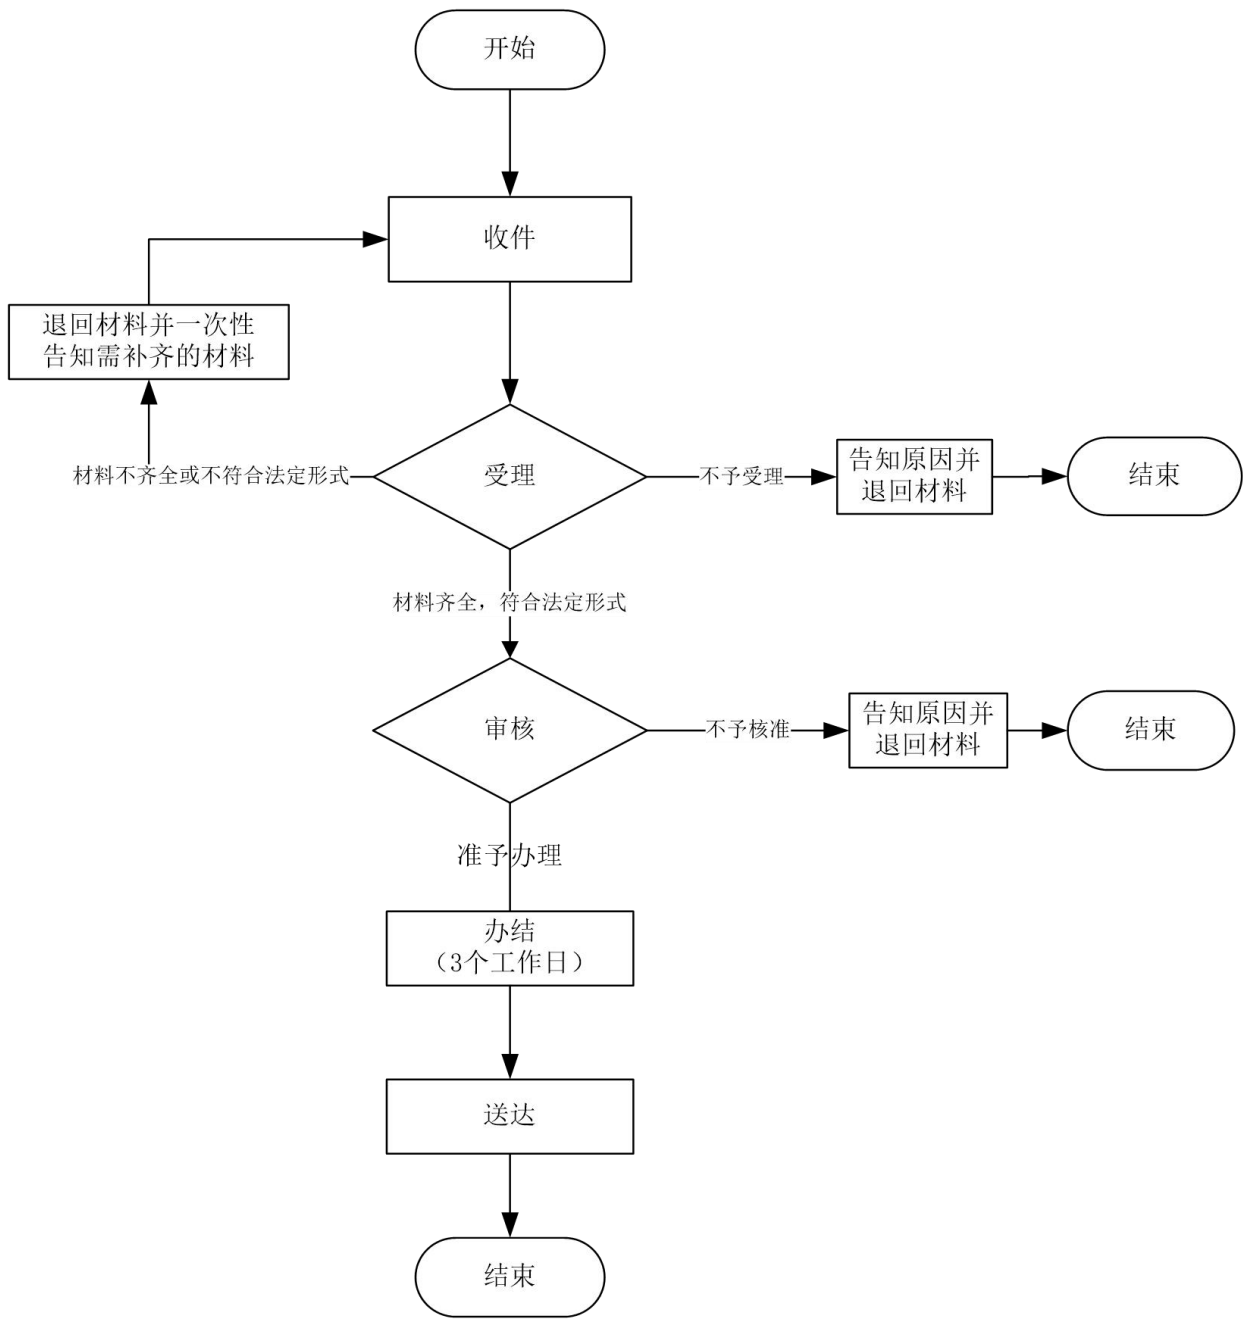 开始
收件
退回材料并一次性
告知需补齐的材料
材料不齐全或不符合法定形式
受理
不予受理
告知原因并
退回材料
结束
材料齐全，符合法定形式
审核
不予核准
告知原因并
退回材料
结束
准予办理
办结
（3个工作日）
送达
结束